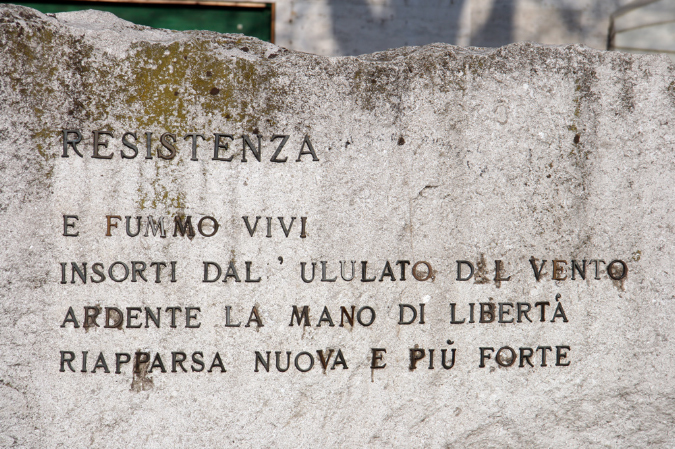 RESISTENZA
E FUMMO VIVI
INSORTI DAL' ULULATO DEL VENTO
ARDENTE LA MANO DI LIBERTÀ
RIAPPARSA NUOVA E PIÙ FORTE